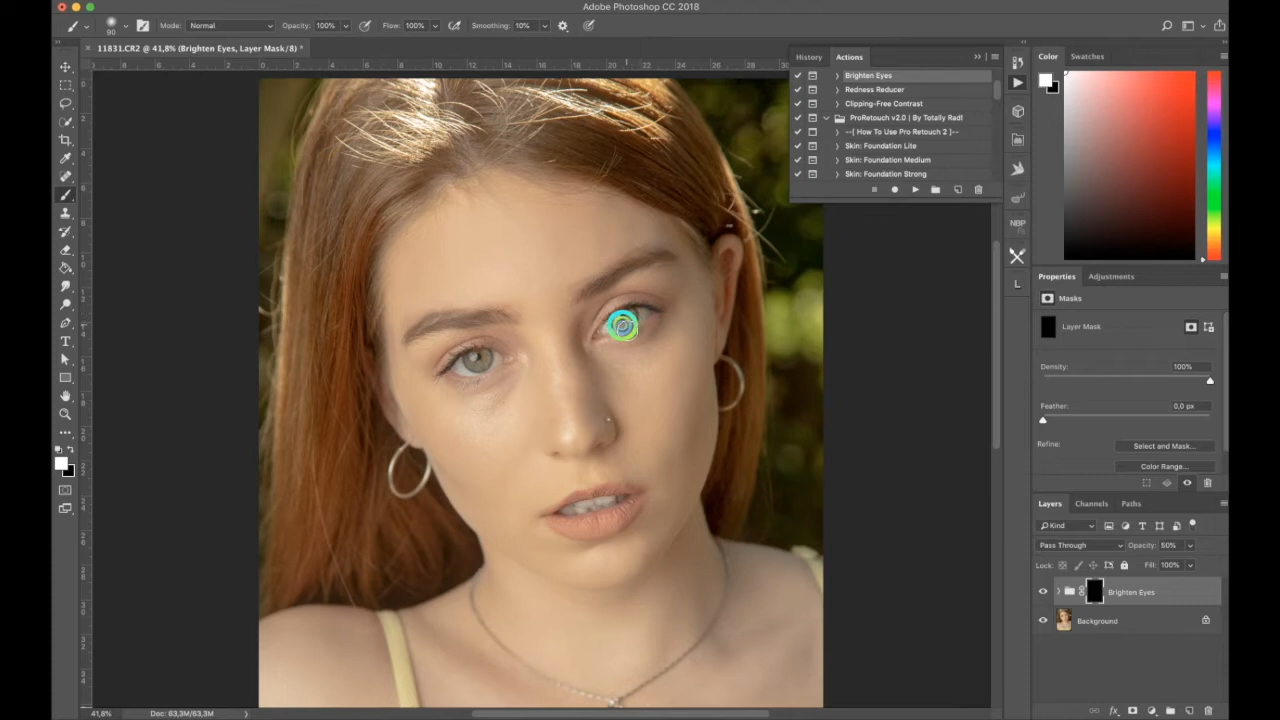 Adobe Photoshop CC 2018
90
Mode: Normal Opacity: 100% Flow: 100% Smoothing: 10%
× 11831.CR2 @ 41,8% (Brighten Eyes, Layer Mask/8) *
History Actions
Brighten Eyes
Redness Reducer
Clipping-Free Contrast
ProRetouch v2.0 | By Totally Rad!
--[ How To Use Pro Retouch 2 ]--
Skin: Foundation Lite
Skin: Foundation Medium
Skin: Foundation Strong
NBP
L
Color Swatches
Properties Adjustments
Masks
Layer Mask
Density: 100%
Feather: 0,0 px
Refine: Select and Mask...
Color Range...
Layers Channels Paths
Kind
Pass Through Opacity: 50%
Lock: Fill: 100%
Brighten Eyes
Background
41,8% Doc: 63,3M/63,3M